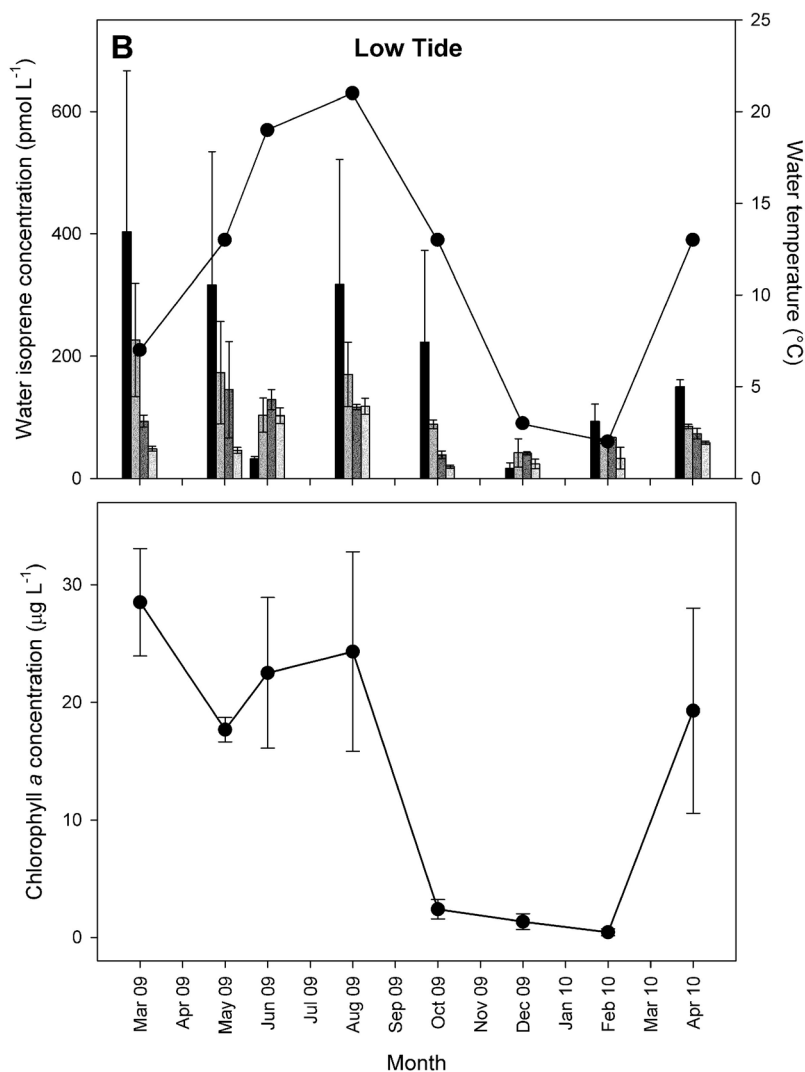 B
Low Tide
Water isoprene concentration (pmol L⁻¹)
600
400
200
0
25
20
15
10
5
0
Water temperature (°C)
Chlorophyll a concentration (µg L⁻¹)
30
20
10
0
Mar 09
Apr 09
May 09
Jun 09
Jul 09
Aug 09
Sep 09
Oct 09
Nov 09
Dec 09
Jan 10
Feb 10
Mar 10
Apr 10
Month